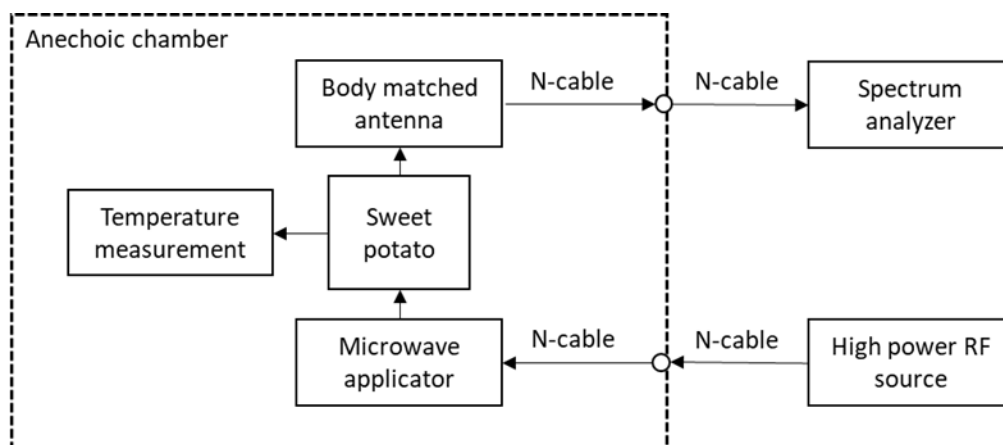 Anechoic chamber
Body matched
antenna
N-cable
N-cable
Spectrum
analyzer
Temperature
measurement
Sweet
potato
Microwave
applicator
N-cable
N-cable
High power RF
source